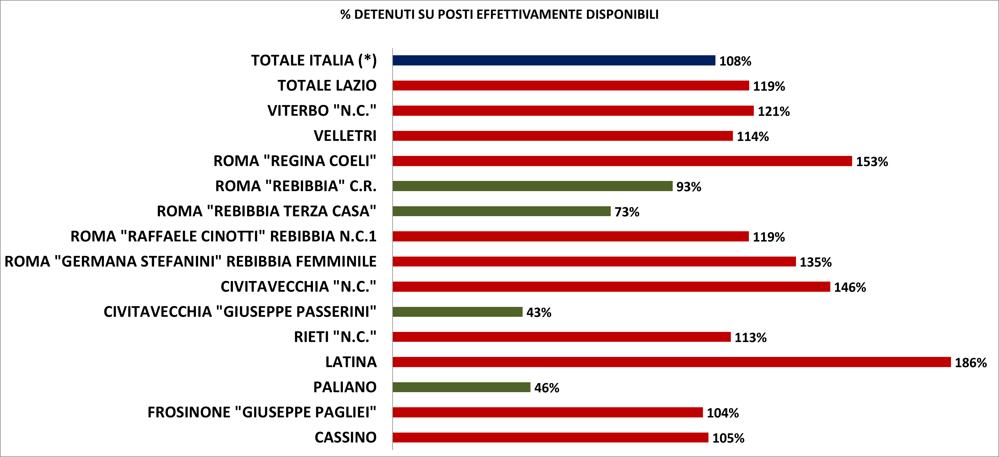 % DETENUTI SU POSTI EFFETTIVAMENTE DISPONIBILI
TOTALE ITALIA (*) 108%
TOTALE LAZIO 119%
VITERBO "N.C." 121%
VELLETRI 114%
ROMA "REGINA COELI" 153%
ROMA "REBIBBIA" C.R. 93%
ROMA "REBIBBIA TERZA CASA" 73%
ROMA "RAFFAELE CINOTTI" REBIBBIA N.C.1 119%
ROMA "GERMANA STEFANINI" REBIBBIA FEMMINILE 135%
CIVITAVECCHIA "N.C." 146%
CIVITAVECCHIA "GIUSEPPE PASSERINI" 43%
RIETI "N.C." 113%
LATINA 186%
PALIANO 46%
FROSINONE "GIUSEPPE PAGLIEI" 104%
CASSINO 105%